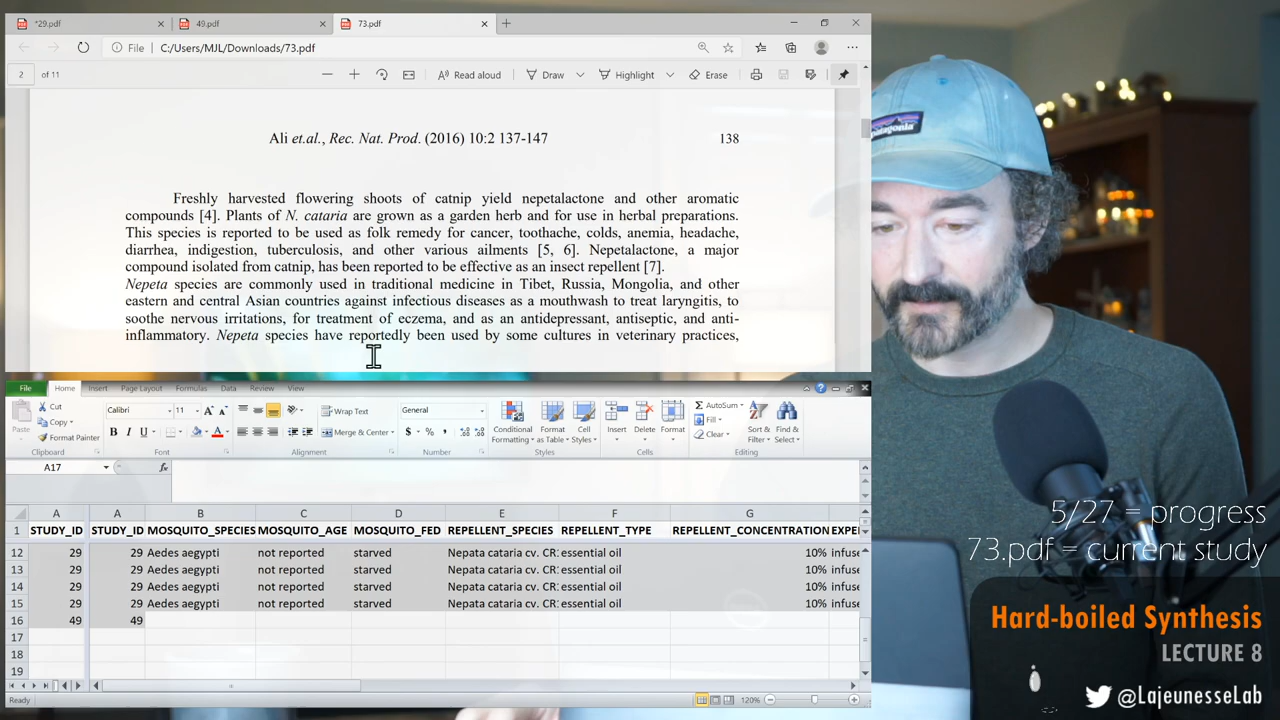 *29.pdf
49.pdf
73.pdf
File C:/Users/MJL/Downloads/73.pdf
2 of 11
Read aloud Draw Highlight Erase
Ali et.al., Rec. Nat. Prod. (2016) 10:2 137-147 138
Freshly harvested flowering shoots of catnip yield nepetalactone and other aromatic
compounds [4]. Plants of N. cataria are grown as a garden herb and for use in herbal preparations.
This species is reported to be used as folk remedy for cancer, toothache, colds, anemia, headache,
diarrhea, indigestion, tuberculosis, and other various ailments [5, 6]. Nepetalactone, a major
compound isolated from catnip, has been reported to be effective as an insect repellent [7].
Nepeta species are commonly used in traditional medicine in Tibet, Russia, Mongolia, and other
eastern and central Asian countries against infectious diseases as a mouthwash to treat laryngitis, to
soothe nervous irritations, for treatment of eczema, and as an antidepressant, antiseptic, and anti-
inflammatory. Nepeta species have reportedly been used by some cultures in veterinary practices,
patagonia
File Home Insert Page Layout Formulas Data Review View
Paste Cut Copy Format Painter
Calibri 11
B I U
Wrap Text
Merge & Center
General
$ % ,
Conditional Formatting Format as Table Cell Styles
Insert Delete Format
AutoSum Fill Clear
Sort & Filter Find & Select
Clipboard Font Alignment Number Styles Cells Editing
A17 fx
A A B C D E F G
1 STUDY_ID STUDY_ID MOSQUITO_SPECIES MOSQUITO_AGE MOSQUITO_FED REPELLENT_SPECIES REPELLENT_TYPE REPELLENT_CONCENTRATION EXPE
12 29 29 Aedes aegypti not reported starved Nepata cataria cv. CR: essential oil 10% infuse
13 29 29 Aedes aegypti not reported starved Nepata cataria cv. CR: essential oil 10% infuse
14 29 29 Aedes aegypti not reported starved Nepata cataria cv. CR: essential oil 10% infuse
15 29 29 Aedes aegypti not reported starved Nepata cataria cv. CR: essential oil 10% infuse
16 49 49
17
18
19
Ready 120%
5/27 = progress
73.pdf = current study
Hard-boiled Synthesis
LECTURE 8
@LajeunesseLab